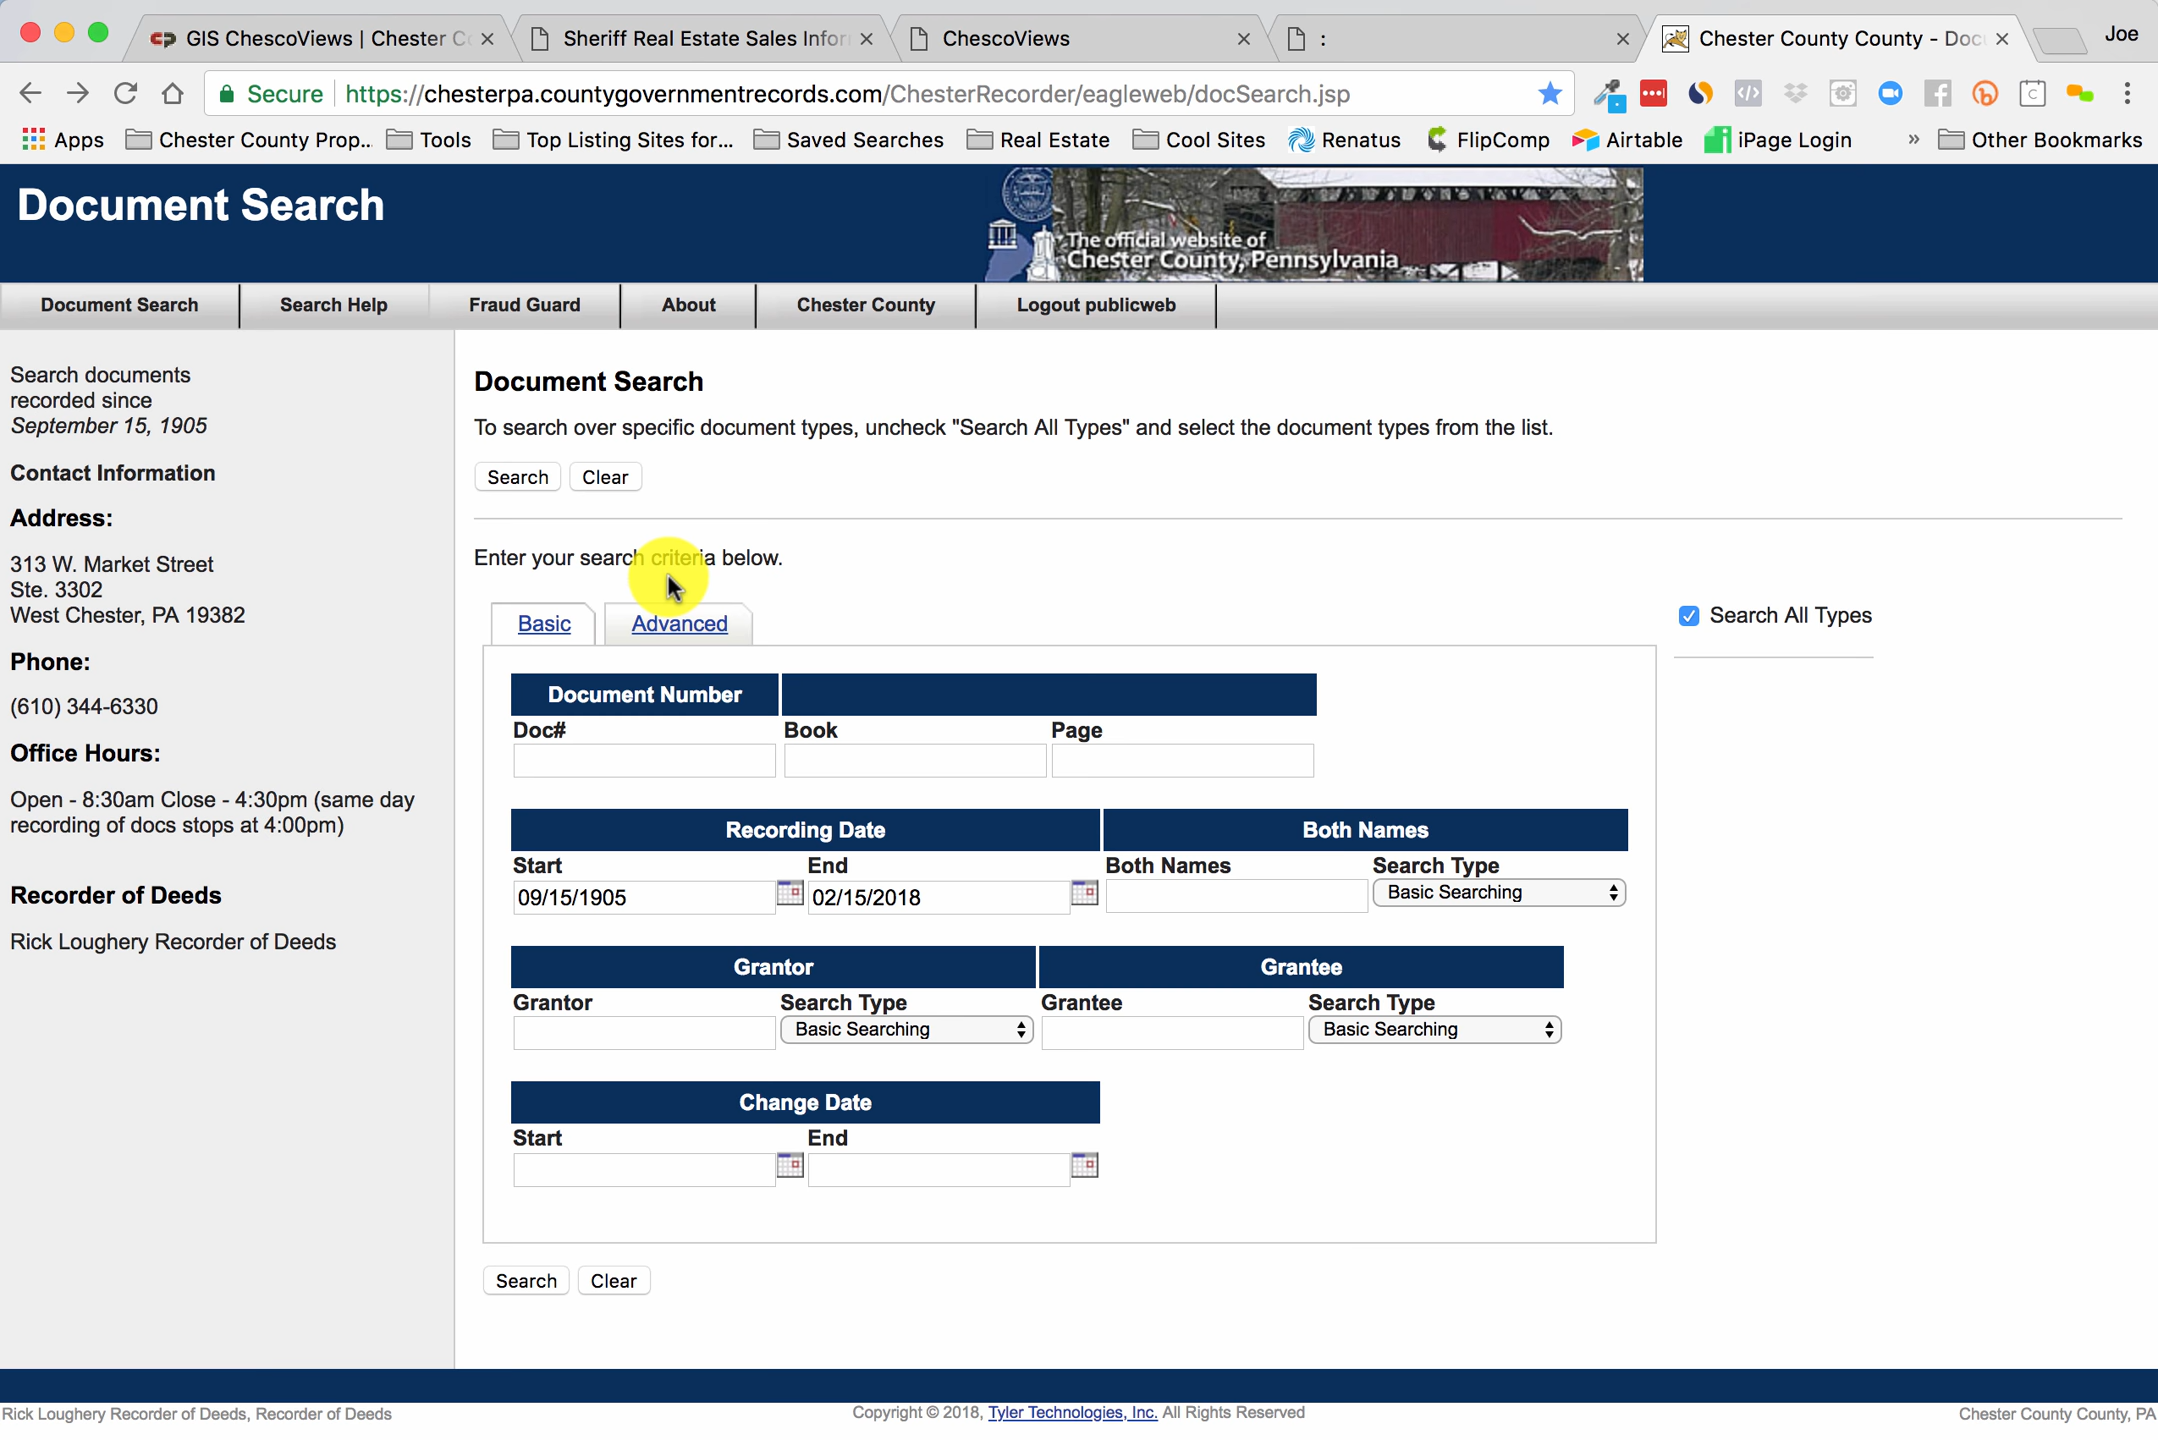 GIS ChescoViews | Chester Co
Sheriff Real Estate Sales Infor
ChescoViews
:
Chester County County - Doc
Joe
Secure
https://chesterpa.countygovernmentrecords.com/ChesterRecorder/eagleweb/docSearch.jsp
Apps
Chester County Prop...
Tools
Top Listing Sites for...
Saved Searches
Real Estate
Cool Sites
Renatus
FlipComp
Airtable
iPage Login
»
Other Bookmarks
Document Search
The official website of
Chester County, Pennsylvania
Document Search
Search Help
Fraud Guard
About
Chester County
Logout publicweb
Search documents
recorded since
September 15, 1905
Contact Information
Address:
313 W. Market Street
Ste. 3302
West Chester, PA 19382
Phone:
(610) 344-6330
Office Hours:
Open - 8:30am Close - 4:30pm (same day
recording of docs stops at 4:00pm)
Recorder of Deeds
Rick Loughery Recorder of Deeds
Document Search
To search over specific document types, uncheck "Search All Types" and select the document types from the list.
Search Clear
Enter your search criteria below.
Basic Advanced
Search All Types
Document Number
Doc# Book Page
Recording Date Both Names
Start End Both Names Search Type
09/15/1905 02/15/2018 Basic Searching
Grantor Grantee
Grantor Search Type Grantee Search Type
Basic Searching Basic Searching
Change Date
Start End
Search Clear
Rick Loughery Recorder of Deeds, Recorder of Deeds
Copyright © 2018, Tyler Technologies, Inc. All Rights Reserved
Chester County County, PA